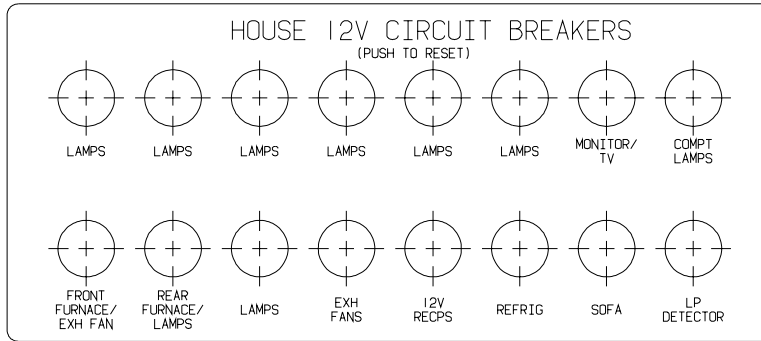 HOUSE 12V CIRCUIT BREAKERS
(PUSH TO RESET)
LAMPS LAMPS LAMPS LAMPS LAMPS LAMPS MONITOR/ COMPT
TV LAMPS
FRONT REAR LAMPS EXH 12V REFRIG SOFA LP
FURNACE/ FURNACE/ FANS RECPS DETECTOR
EXH FAN LAMPS